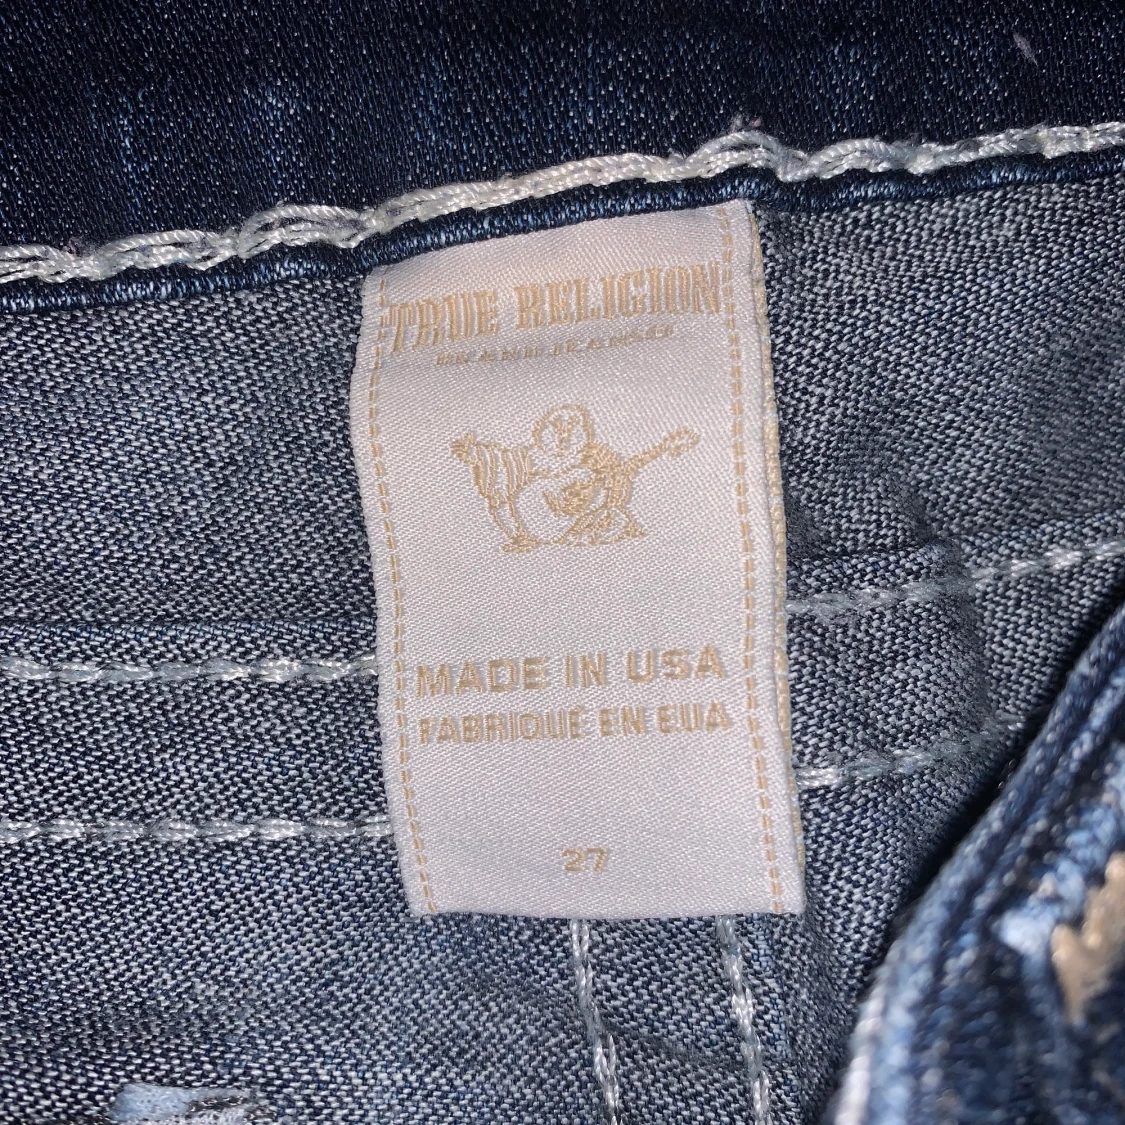 TRUE RELIGION
MADE IN USA
FABRIQUÉ EN EUA
27